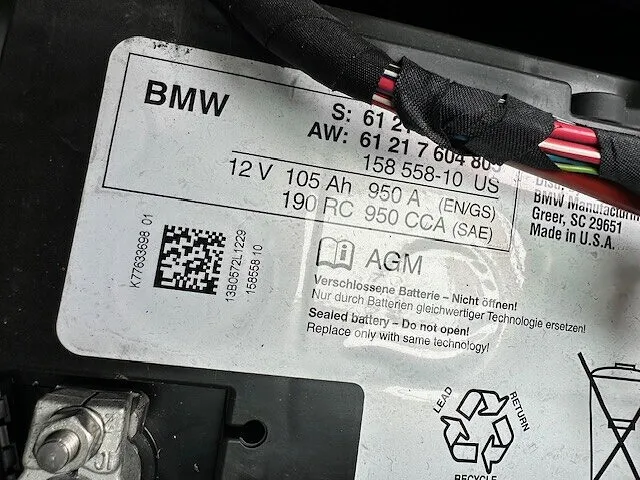 BMW
S: 61 21
AW: 61 21 7 604 80
158 558-10 US
12 V 105 Ah 950 A (EN/GS)
190 RC 950 CCA (SAE)
BMW Manufacturin
Greer, SC 29651
Made in U.S.A.
K77633698 01
13B0572L1229
158558 10
AGM
Verschlossene Batterie – Nicht öffnen!
Nur durch Batterien gleichwertiger Technologie ersetzen!
Sealed battery – Do not open!
Replace only with same technology!
LEAD
RETURN
RECYCLE